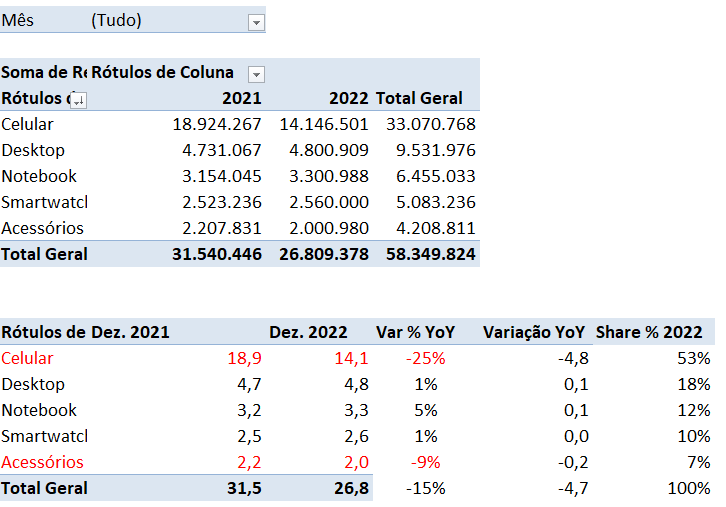 Mês (Tudo)
Soma de Re Rótulos de Coluna
Rótulos d 2021 2022 Total Geral
Celular 18.924.267 14.146.501 33.070.768
Desktop 4.731.067 4.800.909 9.531.976
Notebook 3.154.045 3.300.988 6.455.033
Smartwatcl 2.523.236 2.560.000 5.083.236
Acessórios 2.207.831 2.000.980 4.208.811
Total Geral 31.540.446 26.809.378 58.349.824
Rótulos de Dez. 2021 Dez. 2022 Var % YoY Variação YoY Share % 2022
Celular 18,9 14,1 -25% -4,8 53%
Desktop 4,7 4,8 1% 0,1 18%
Notebook 3,2 3,3 5% 0,1 12%
Smartwatcl 2,5 2,6 1% 0,0 10%
Acessórios 2,2 2,0 -9% -0,2 7%
Total Geral 31,5 26,8 -15% -4,7 100%